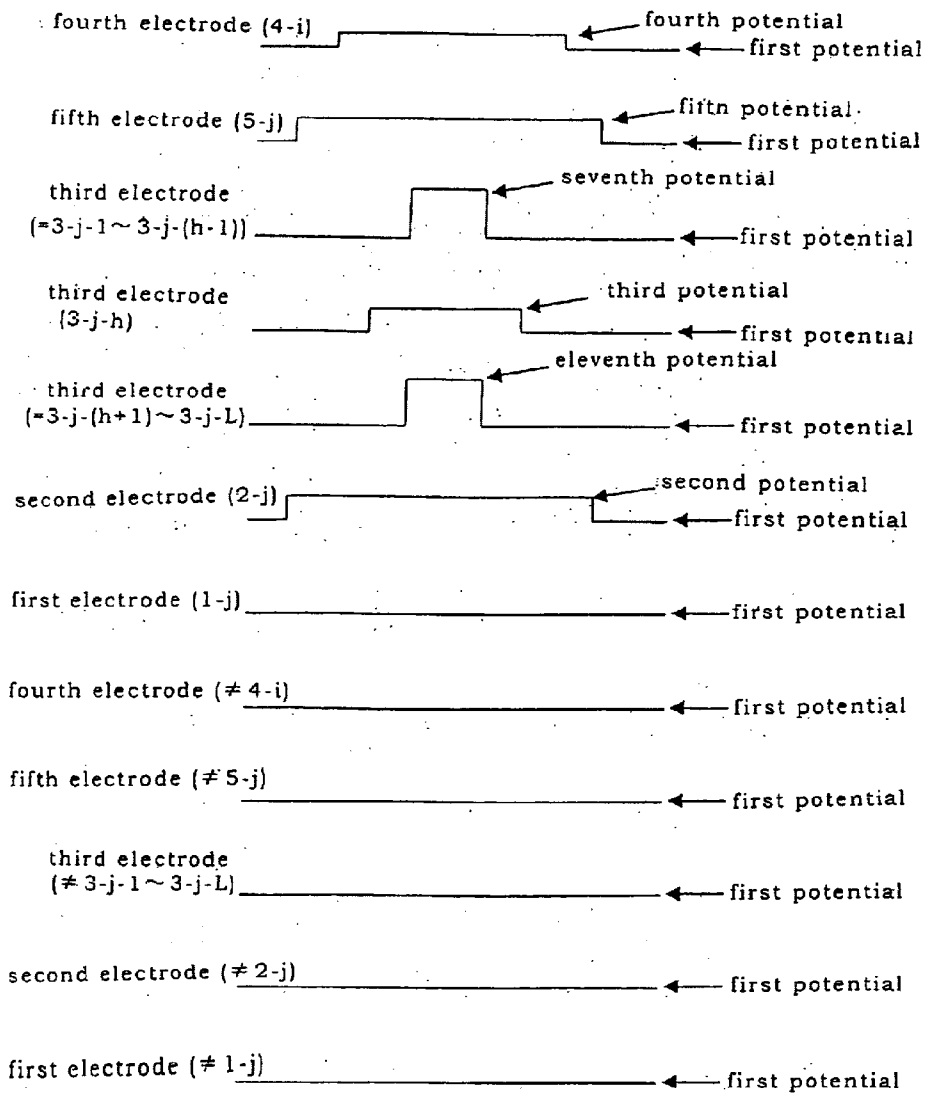 fourth electrode (4-i)
fourth potential
first potential
fifth electrode (5-j)
fiftn potential
first potential
third electrode
(=3-j-1~3-j-(h-1))
seventh potential
first potential
third electrode
(3-j-h)
third potential
first potential
third electrode
(=3-j-(h+1)~3-j-L)
eleventh potential
first potential
second electrode (2-j)
second potential
first potential
first electrode (1-j)
first potential
fourth electrode (≠4-i)
first potential
fifth electrode (≠5-j)
first potential
third electrode
(≠3-j-1~3-j-L)
first potential
second electrode (≠2-j)
first potential
first electrode (≠1-j)
first potential